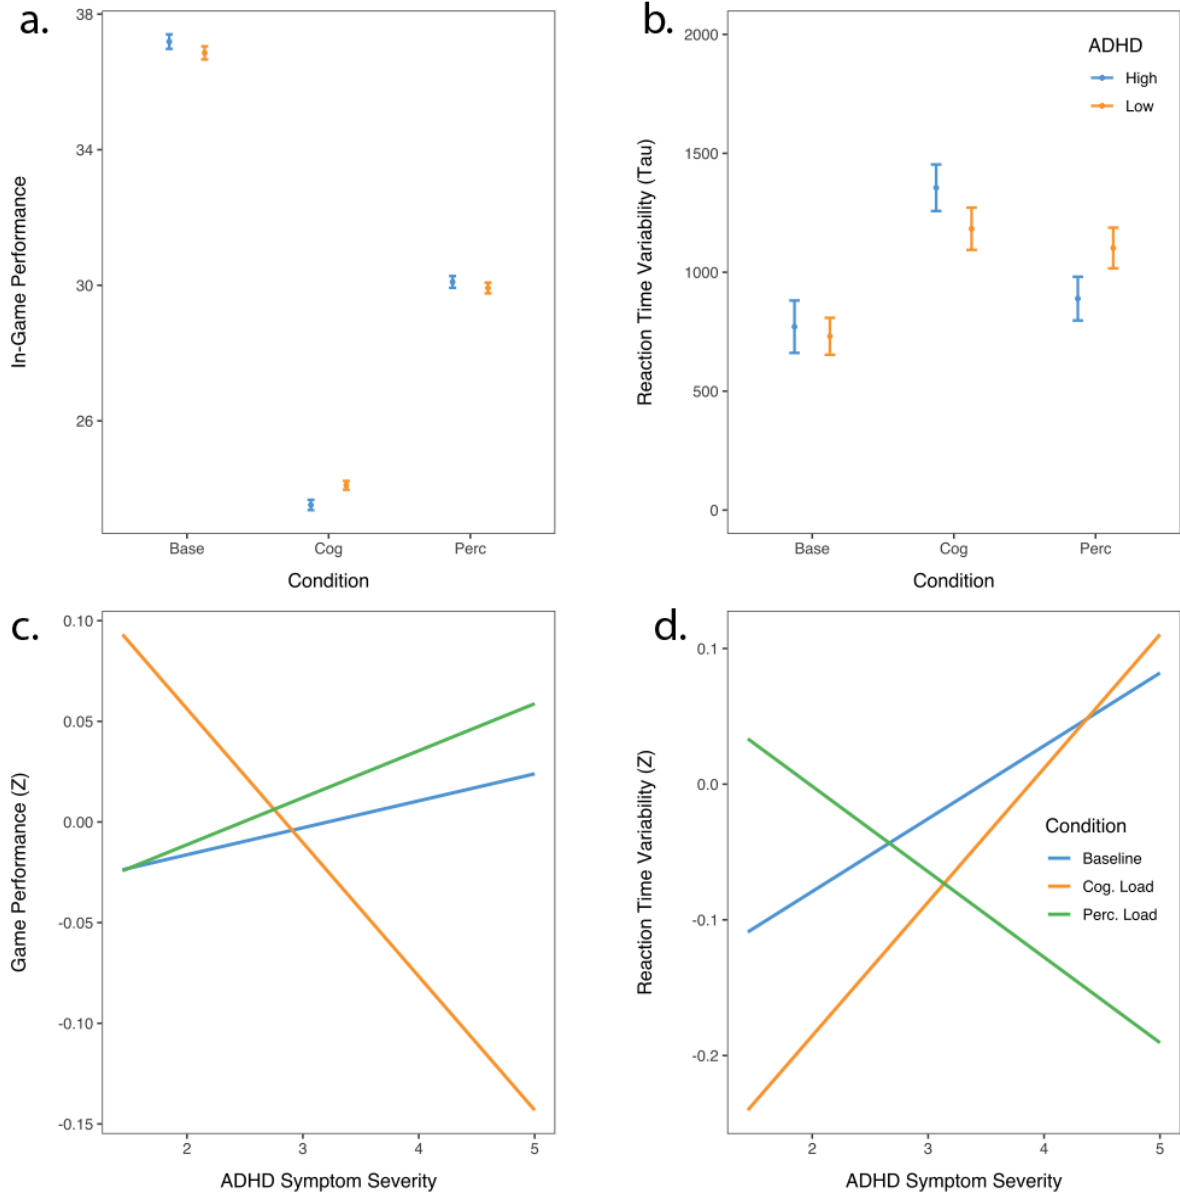 a.
38
34
30
26
In-Game Performance
Base Cog Perc
Condition
b.
2000
1500
1000
500
0
Reaction Time Variability (Tau)
ADHD
High
Low
Base Cog Perc
Condition
c.
0.10
0.05
0.00
-0.05
-0.10
-0.15
Game Performance (Z)
2 3 4 5
ADHD Symptom Severity
d.
0.1
0.0
-0.1
-0.2
Reaction Time Variability (Z)
Condition
Baseline
Cog. Load
Perc. Load
2 3 4 5
ADHD Symptom Severity